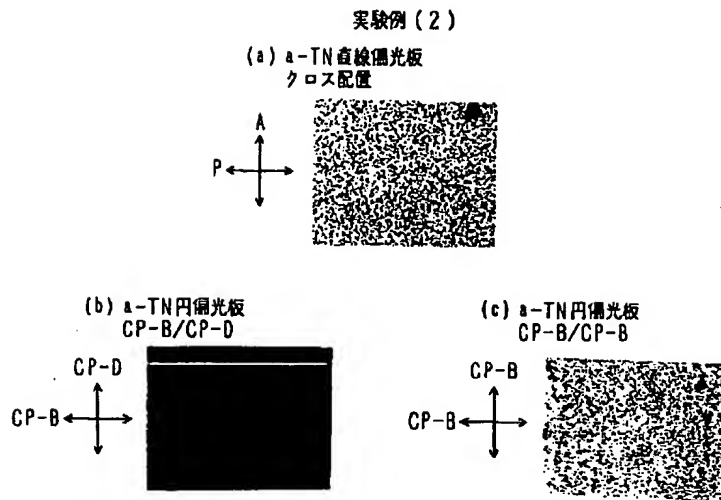 実験例(2)
(a) a-TN直線偏光板
クロス配置
A
P
(b) a-TN円偏光板
CP-B/CP-D
CP-D
CP-B
(c) a-TN円偏光板
CP-B/CP-B
CP-B
CP-B